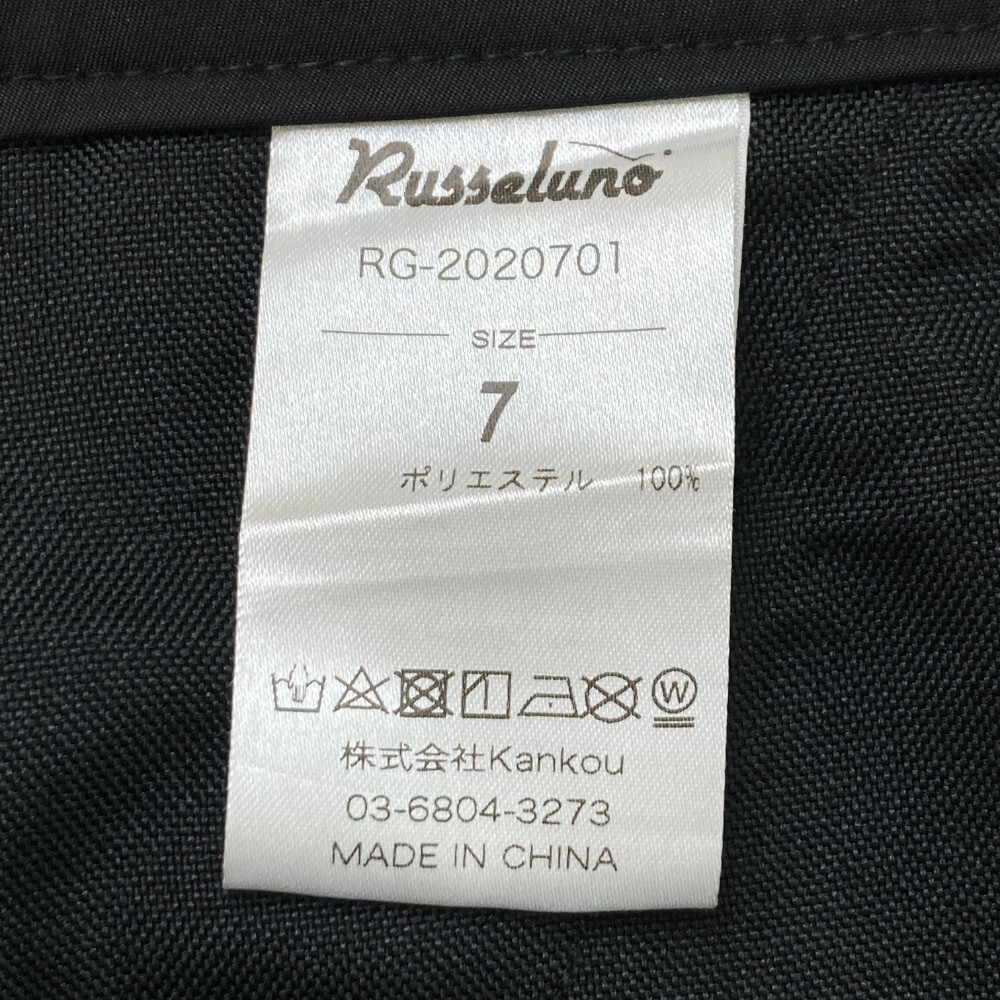 Russeluno
RG-2020701
SIZE
7
ポリエステル 100%
W
株式会社Kankou
03-6804-3273
MADE IN CHINA